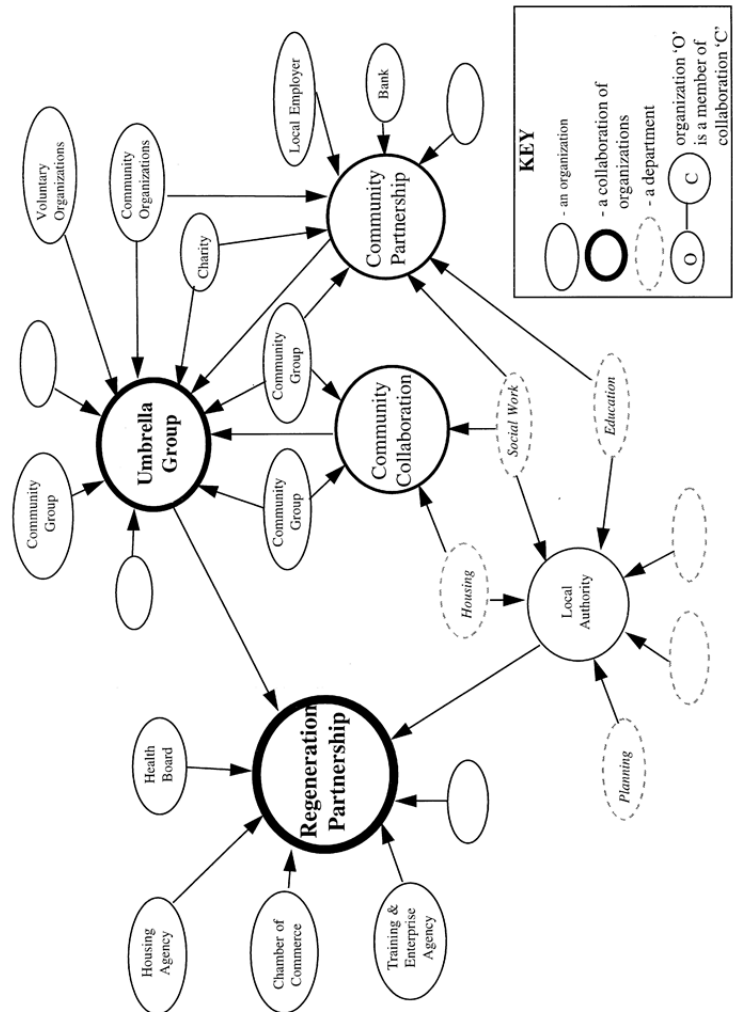 Housing
Agency
Health
Board
Chamber of
Commerce
Training &
Enterprise
Agency
Regeneration
Partnership
Community
Group
Voluntary
Organizations
Community
Organizations
Charity
Umbrella
Group
Community
Group
Community
Group
Local Employer
Bank
Community
Collaboration
Community
Partnership
Housing
Social Work
Education
Planning
Local
Authority
KEY
- an organization
- a collaboration of
organizations
- a department
O
C
organization 'O'
is a member of
collaboration 'C'